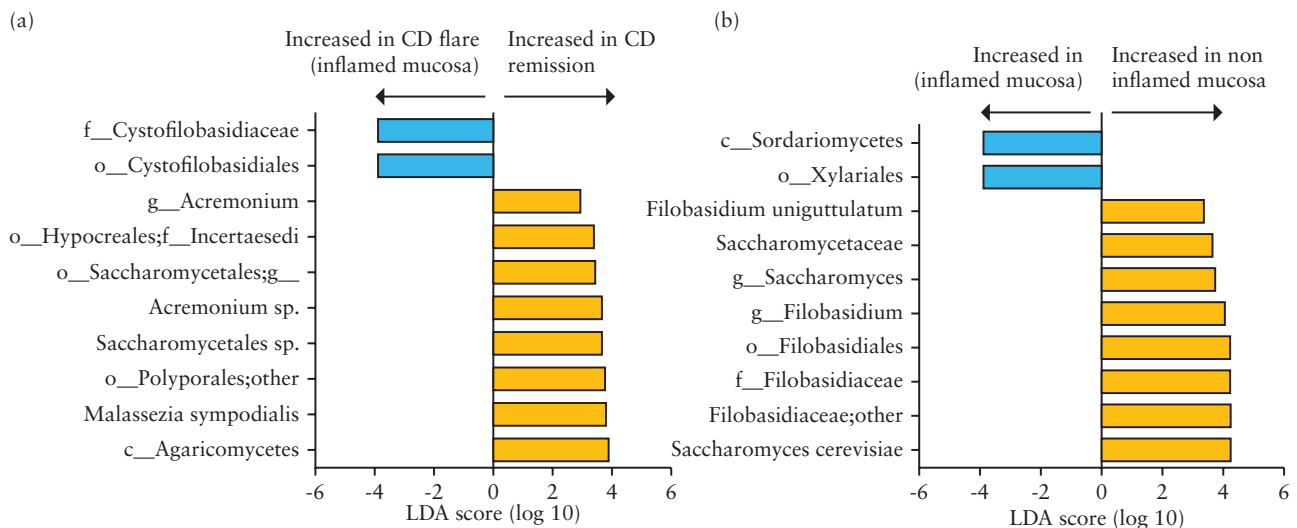 (a)
Increased in CD flare
(inflamed mucosa)
Increased in CD
remission
f__Cystofilobasidiaceae
o__Cystofilobasidiales
g__Acremonium
o__Hypocreales;f__Incertaesedi
o__Saccharomycetales;g__
Acremonium sp.
Saccharomycetales sp.
o__Polyporales;other
Malassezia sympodialis
c__Agaricomycetes
-6 -4 -2 0 2 4 6
LDA score (log 10)
(b)
Increased in
(inflamed mucosa)
Increased in non
inflamed mucosa
c__Sordariomycetes
o__Xylariales
Filobasidium uniguttulatum
Saccharomycetaceae
g__Saccharomyces
g__Filobasidium
o__Filobasidiales
f__Filobasidiaceae
Filobasidiaceae;other
Saccharomyces cerevisiae
-6 -4 -2 0 2 4 6
LDA score (log 10)